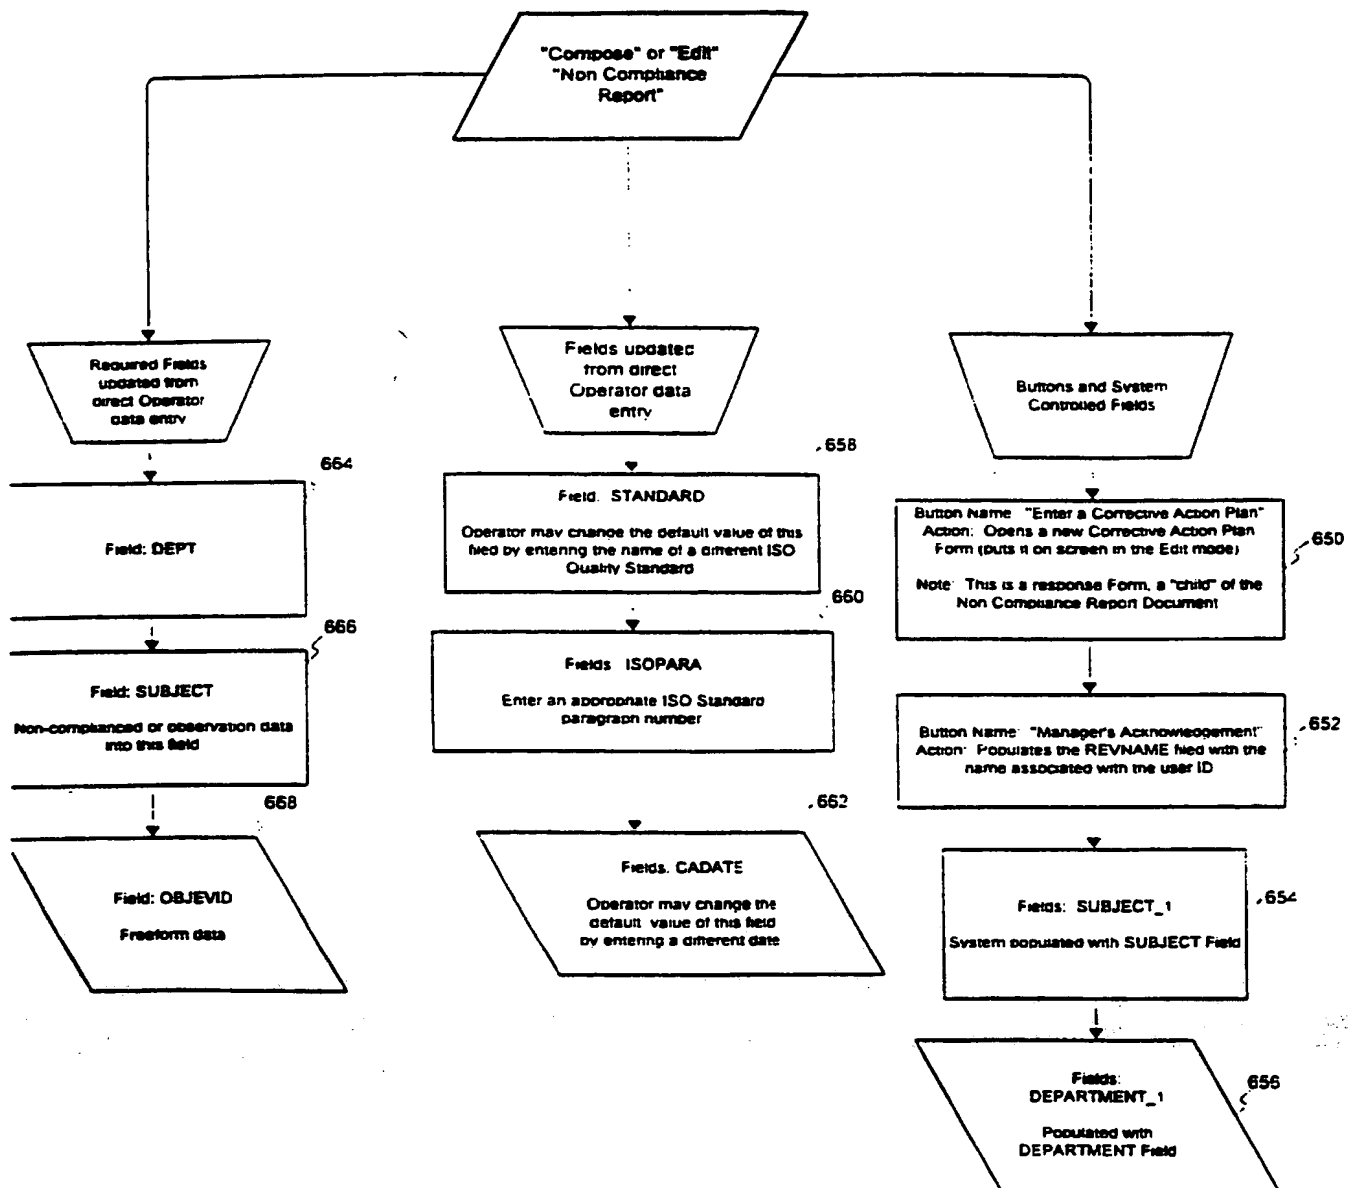 "Compose" or "Edit"
"Non Compliance
Report"
Required Fields
updated from
direct Operator
data entry
664
Field: DEPT
666
Field: SUBJECT
Non-complianced or observation data
into this field
668
Field: OBJEVID
Freeform data
Fields updated
from direct
Operator data
entry
658
Field. STANDARD
Operator may change the default value of this
filed by entering the name of a different ISO
Quality Standard
660
Fields ISOPARA
Enter an appropriate ISO Standard
paragraph number
662
Fields. CADATE
Operator may change the
default value of this field
by entering a different date
Buttons and System
Controlled Fields
Button Name: "Enter a Corrective Action Plan"
Action: Opens a new Corrective Action Plan
Form (puts it on screen in the Edit mode)
650
Note: This is a response Form, a "child" of the
Non Compliance Report Document
Button Name: "Manager's Acknowledgement"
Action: Populates the REVNAME filed with the
name associated with the user ID
652
Fields: SUBJECT_1
654
System populated with SUBJECT Field
Fields:
DEPARTMENT_1
656
Populated with
DEPARTMENT Field